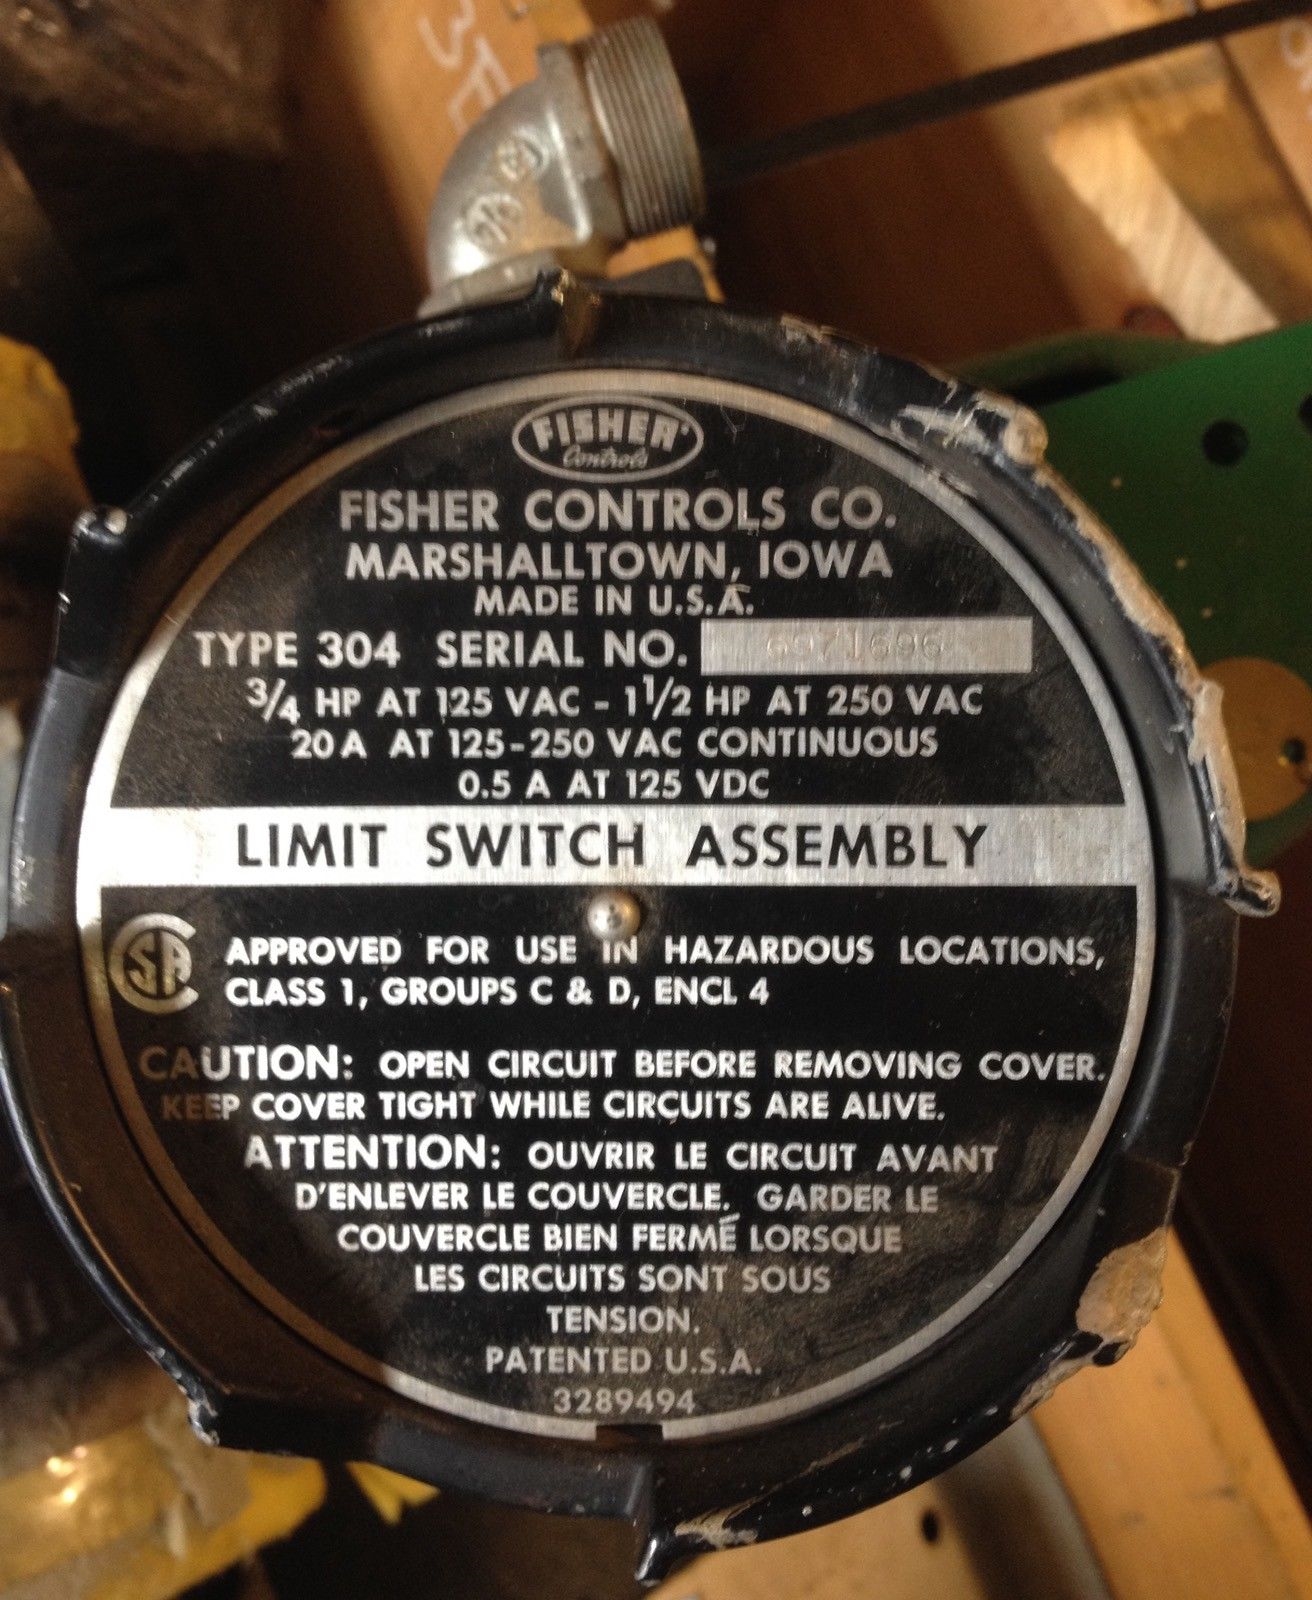 FISHER
Controls
FISHER CONTROLS CO.
MARSHALLTOWN, IOWA
MADE IN U.S.A.
TYPE 304 SERIAL NO. 6971696
3/4 HP AT 125 VAC - 1 1/2 HP AT 250 VAC
20 A AT 125-250 VAC CONTINUOUS
0.5 A AT 125 VDC
LIMIT SWITCH ASSEMBLY
CSA
APPROVED FOR USE IN HAZARDOUS LOCATIONS,
CLASS 1, GROUPS C & D, ENCL 4
CAUTION: OPEN CIRCUIT BEFORE REMOVING COVER.
KEEP COVER TIGHT WHILE CIRCUITS ARE ALIVE.
ATTENTION: OUVRIR LE CIRCUIT AVANT
D'ENLEVER LE COUVERCLE. GARDER LE
COUVERCLE BIEN FERMÉ LORSQUE
LES CIRCUITS SONT SOUS
TENSION.
PATENTED U.S.A.
3289494